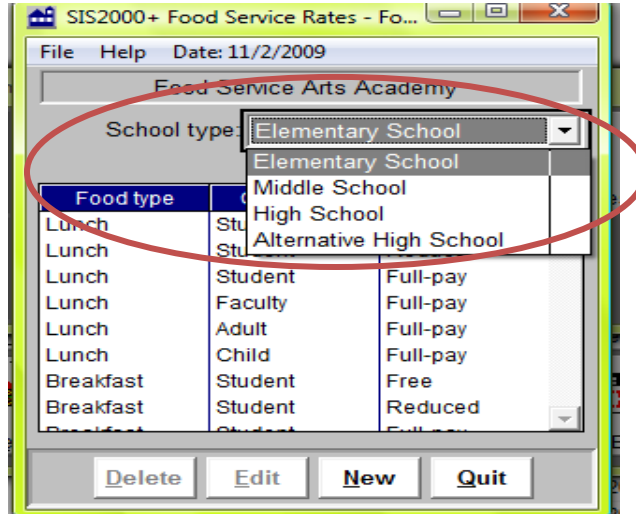 SIS2000+ Food Service Rates - Fo...
File Help Date: 11/2/2009
Food Service Arts Academy
School type: Elementary School
Elementary School
Middle School
High School
Alternative High School
Food type
Lunch
Lunch
Lunch Student Full-pay
Lunch Faculty Full-pay
Lunch Adult Full-pay
Lunch Child Full-pay
Breakfast Student Free
Breakfast Student Reduced
Delete Edit New Quit